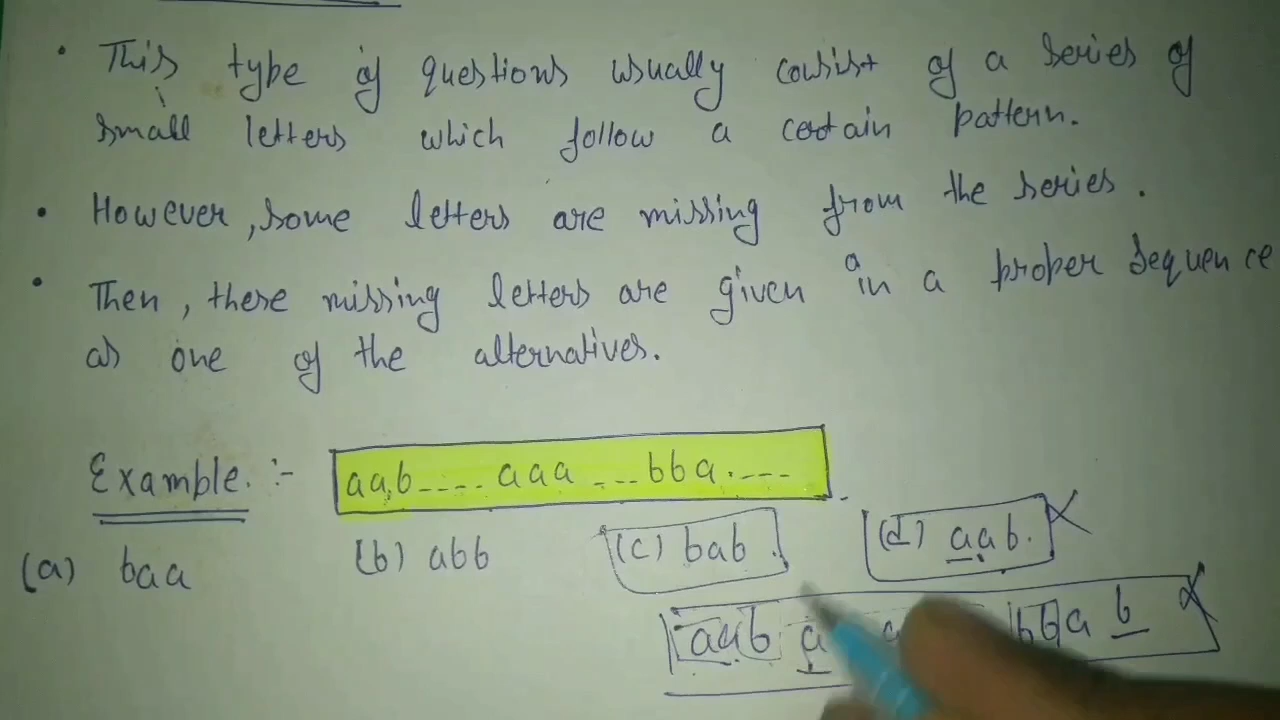 This type of questions usually consist of a series of
small letters which follow a certain pattern.
However, some letters are missing from the series.
Then, these missing letters are given in a proper sequence
as one of the alternatives.
Example :- aab.... aaa ...bba....
(a) baa (b) abb (c) bab. (d) aab.
aab a bba b